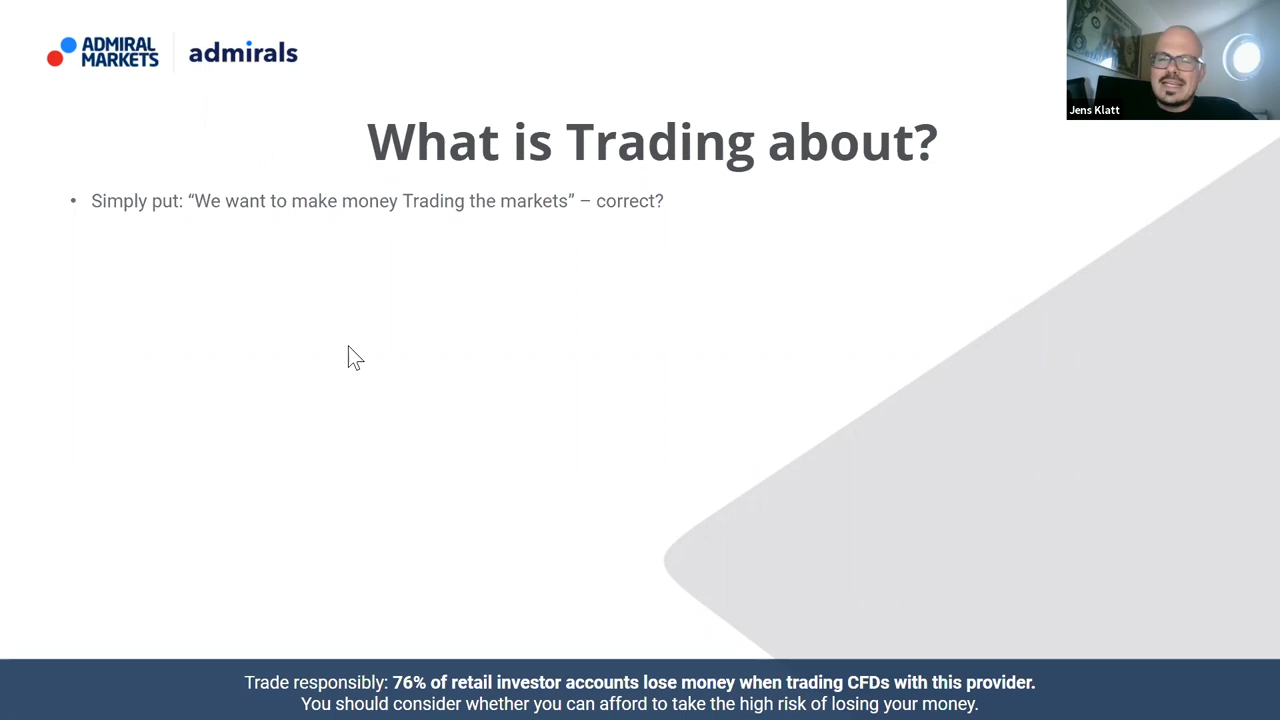 ADMIRAL
MARKETS
admirals
Jens Klatt
What is Trading about?
• Simply put: “We want to make money Trading the markets” – correct?
Trade responsibly: 76% of retail investor accounts lose money when trading CFDs with this provider.
You should consider whether you can afford to take the high risk of losing your money.